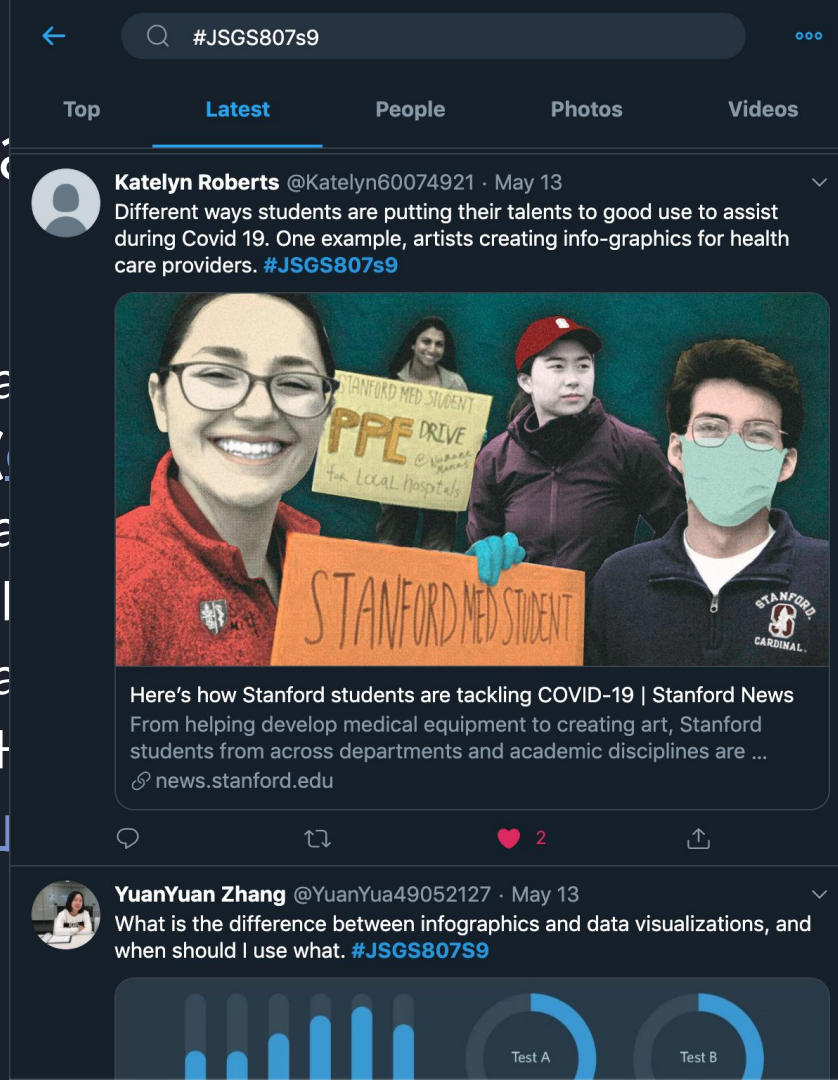 #JSGS807s9
Top Latest People Photos Videos
Katelyn Roberts @Katelyn60074921 · May 13
Different ways students are putting their talents to good use to assist
during Covid 19. One example, artists creating info-graphics for health
care providers. #JSGS807s9
STANFORD MED STUDENT
PPE DRIVE
for Local hospitals
STANFORD MED STUDENT
STANFORD
CARDINAL
Here's how Stanford students are tackling COVID-19 | Stanford News
From helping develop medical equipment to creating art, Stanford
students from across departments and academic disciplines are ...
news.stanford.edu
2
YuanYuan Zhang @YuanYua49052127 · May 13
What is the difference between infographics and data visualizations, and
when should I use what. #JSGS807S9
Test A Test B